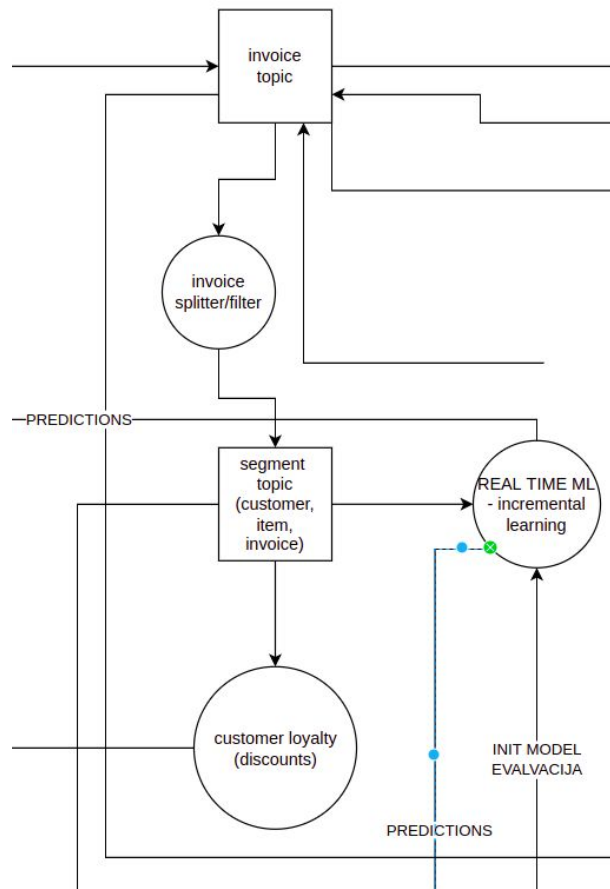 invoice
topic
invoice
splitter/filter
PREDICTIONS
segment
topic
(customer,
item,
invoice)
REAL TIME ML
- incremental
learning
customer loyalty
(discounts)
INIT MODEL
EVALVACIJA
PREDICTIONS